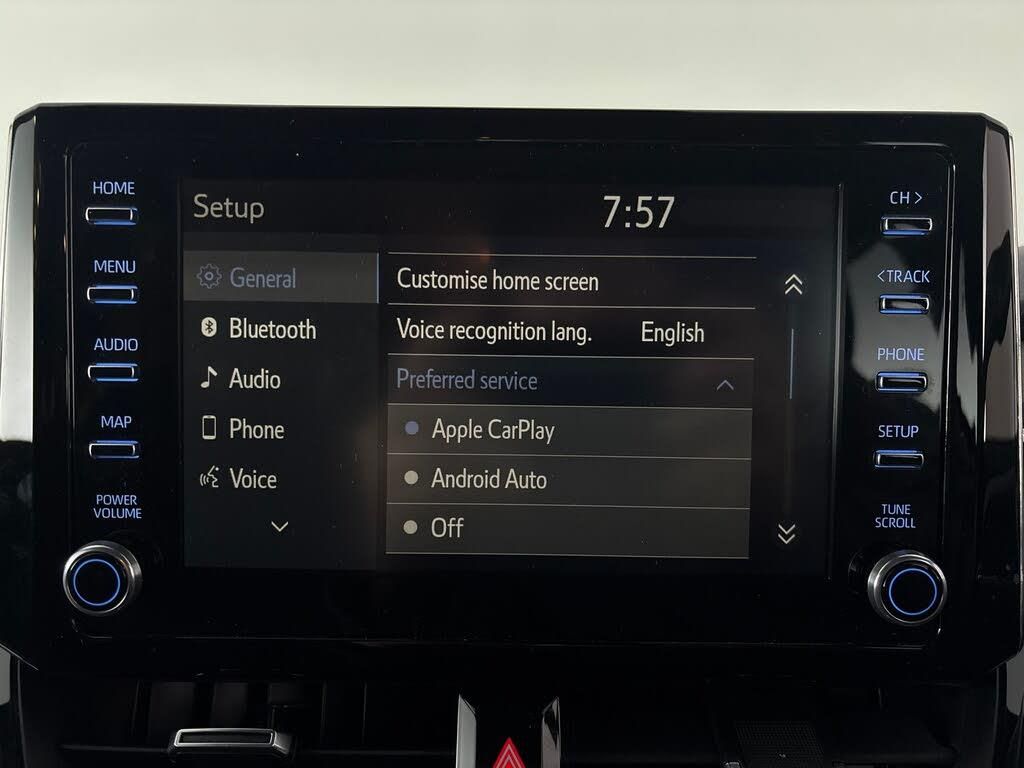 HOME
MENU
AUDIO
MAP
POWER
VOLUME
Setup
7:57
General
Bluetooth
Audio
Phone
Voice
Customise home screen
Voice recognition lang. English
Preferred service
Apple CarPlay
Android Auto
Off
CH >
< TRACK
PHONE
SETUP
TUNE
SCROLL